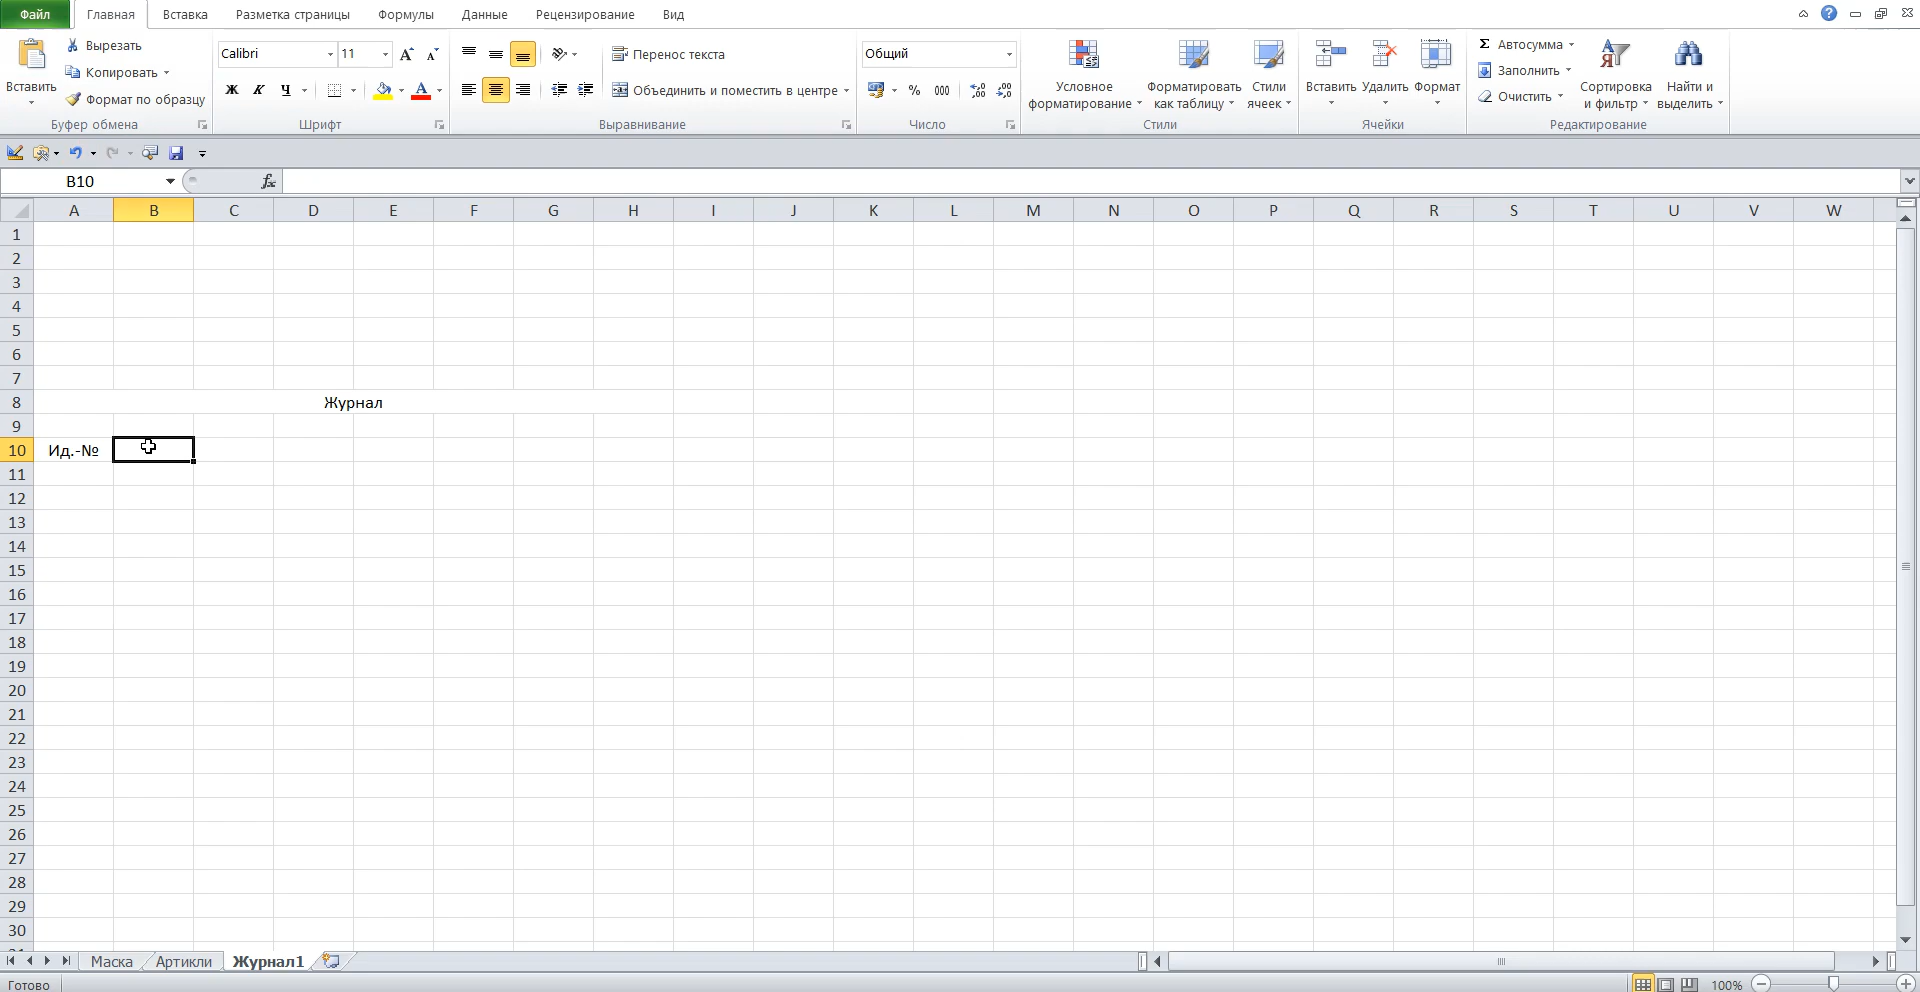 Файл Главная Вставка Разметка страницы Формулы Данные Рецензирование Вид
Вставить
Вырезать
Копировать
Формат по образцу
Буфер обмена
Calibri 11
Ж К Ч А
Шрифт
Перенос текста
Объединить и поместить в центре
Выравнивание
Общий
% 000
Число
Условное форматирование
Форматировать как таблицу
Стили ячеек
Стили
Вставить Удалить Формат
Ячейки
Σ Автосумма
Заполнить
Очистить
Сортировка и фильтр
Найти и выделить
Редактирование
B10 fx
A B C D E F G H I J K L M N O P Q R S T U V W
1
2
3
4
5
6
7
8 Журнал
9
10 Ид.-№
11
12
13
14
15
16
17
18
19
20
21
22
23
24
25
26
27
28
29
30
Маска Артикли Журнал1
Готово 100%